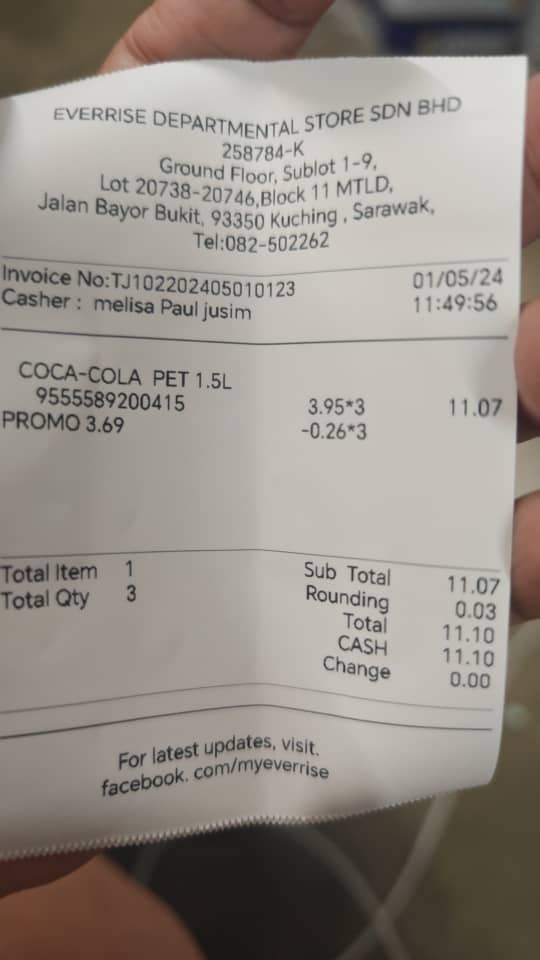 EVERRISE DEPARTMENTAL STORE SDN BHD
258784-K
Ground Floor, Sublot 1-9,
Lot 20738-20746,Block 11 MTLD,
Jalan Bayor Bukit, 93350 Kuching , Sarawak,
Tel:082-502262
Invoice No:TJ102202405010123 01/05/24
Casher : melisa Paul jusim 11:49:56
COCA-COLA PET 1.5L
9555589200415 3.95*3 11.07
PROMO 3.69 -0.26*3
Total Item 1 Sub Total 11.07
Total Qty 3 Rounding 0.03
Total 11.10
CASH 11.10
Change 0.00
For latest updates, visit.
facebook. com/myeverrise